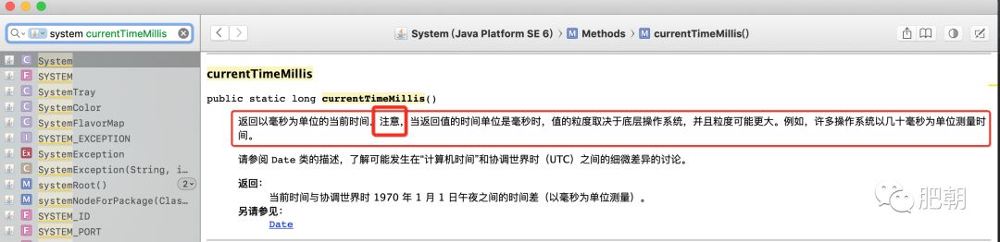 system currentTimeMillis
System (Java Platform SE 6) 〉 M Methods 〉 M currentTimeMillis()
C System
F SYSTEM
C SystemTray
C SystemColor
C SystemFlavorMap
I SYSTEM_EXCEPTION
Ex SystemException
C SystemException(String, i…
M systemRoot() 2
M systemNodeForPackage(Clas…
F SYSTEM_ID
F SYSTEM_PORT
currentTimeMillis
public static long currentTimeMillis()
返回以毫秒为单位的当前时间。注意，当返回值的时间单位是毫秒时，值的粒度取决于底层操作系统，并且粒度可能更大。例如，许多操作系统以几十毫秒为单位测量时
间。
请参阅 Date 类的描述，了解可能发生在“计算机时间”和协调世界时（UTC）之间的细微差异的讨论。
返回：
当前时间与协调世界时 1970 年 1 月 1 日午夜之间的时间差（以毫秒为单位测量）。
另请参见：
Date
肥朝